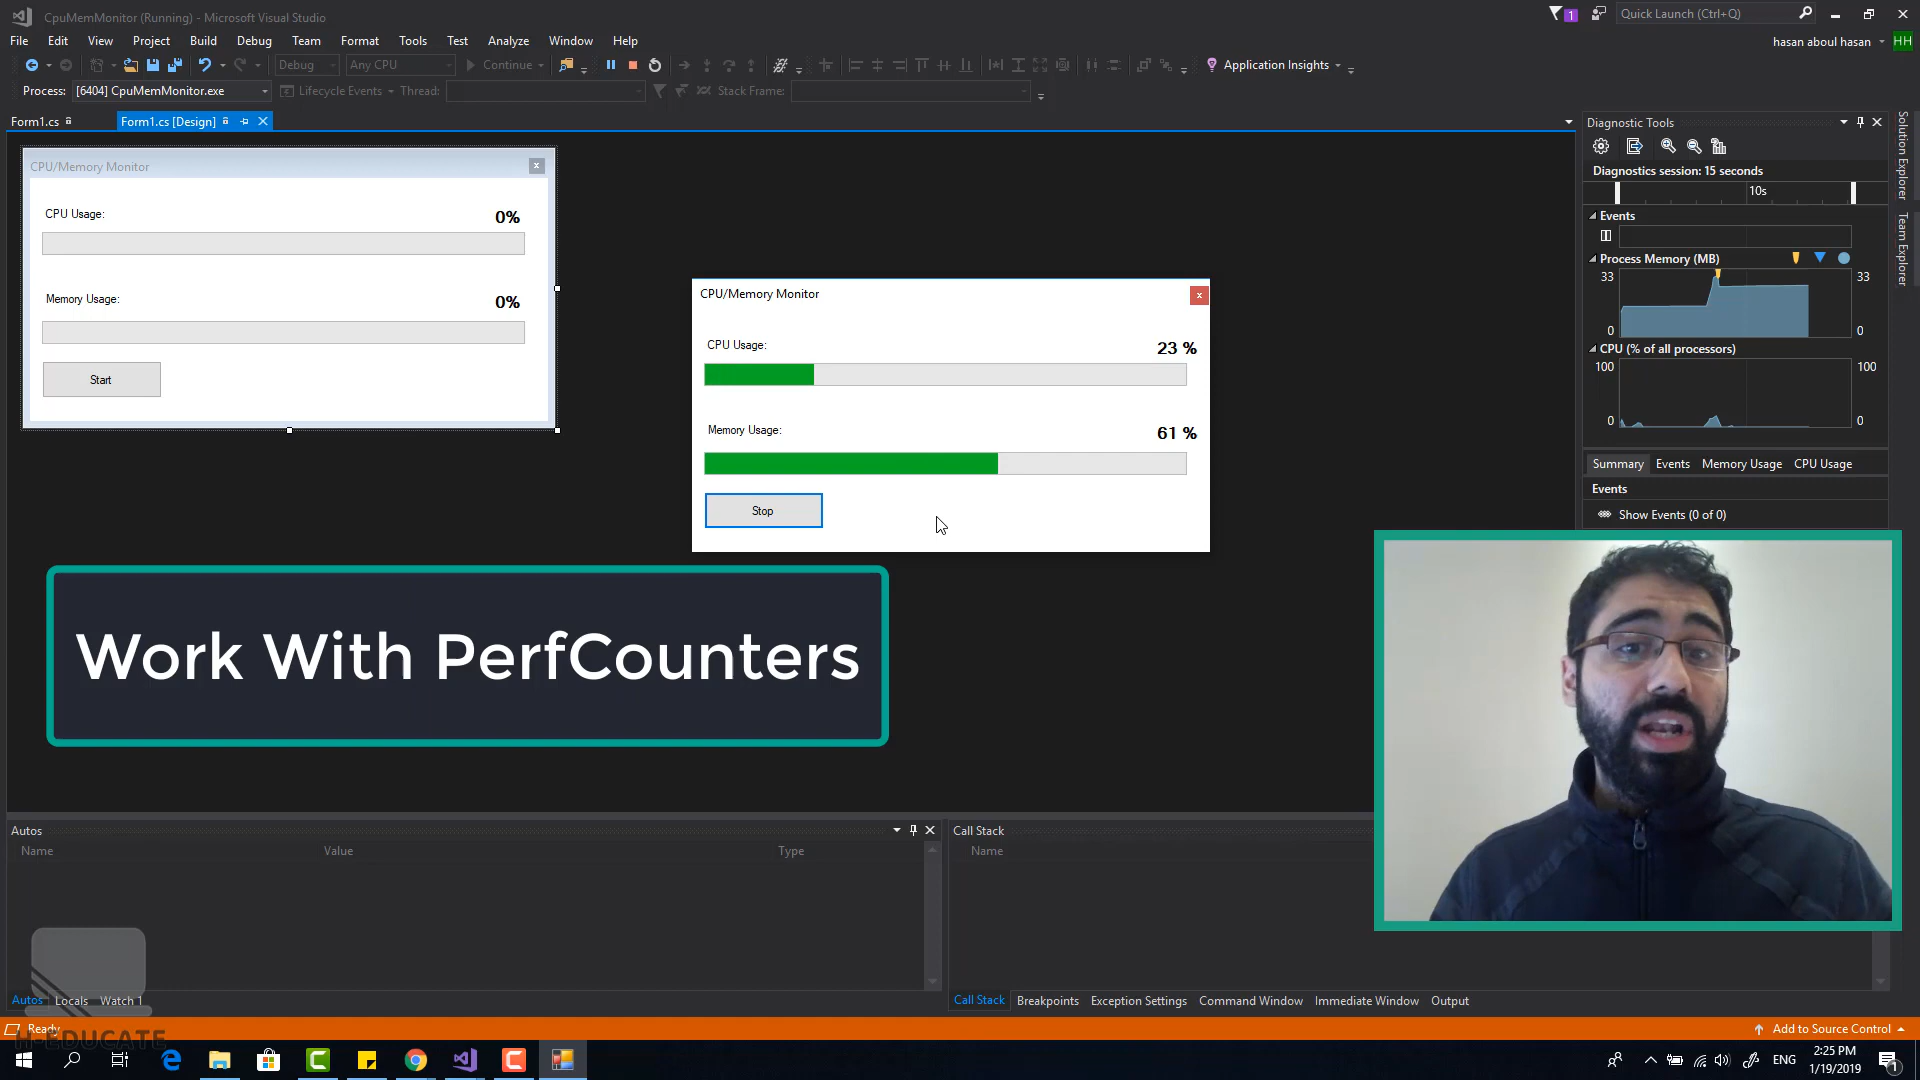 CpuMemMonitor (Running) - Microsoft Visual Studio
1
Quick Launch (Ctrl+Q)
File Edit View Project Build Debug Team Format Tools Test Analyze Window Help
hasan aboul hasan HH
Debug Any CPU Continue Application Insights
Process: [6404] CpuMemMonitor.exe Lifecycle Events Thread: Stack Frame:
Form1.cs Form1.cs [Design]
CPU/Memory Monitor
CPU Usage: 0%
Memory Usage: 0%
Start
CPU/Memory Monitor
CPU Usage: 23 %
Memory Usage: 61 %
Stop
Work With PerfCounters
Diagnostic Tools
Diagnostics session: 15 seconds
10s
Events
Process Memory (MB)
33 33
0 0
CPU (% of all processors)
100 100
0 0
Summary Events Memory Usage CPU Usage
Events
Show Events (0 of 0)
Solution Explorer
Team Explorer
Autos
Name Value Type
Autos Locals Watch 1
Call Stack
Name
Call Stack Breakpoints Exception Settings Command Window Immediate Window Output
Ready
Add to Source Control
H-EDUCATE
ENG
2:25 PM
1/19/2019
1